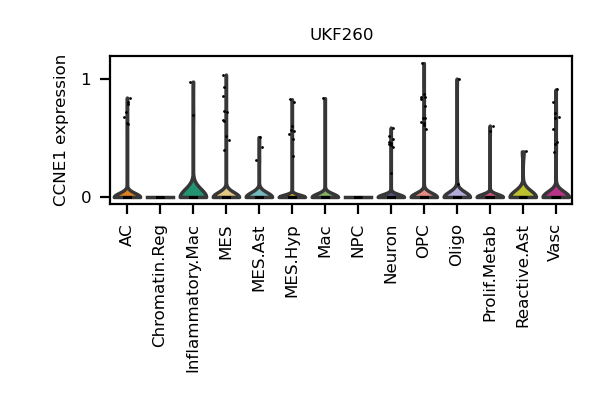 UKF260
CCNE1 expression
1
0
AC
Chromatin.Reg
Inflammatory.Mac
MES
MES.Ast
MES.Hyp
Mac
NPC
Neuron
OPC
Oligo
Prolif.Metab
Reactive.Ast
Vasc